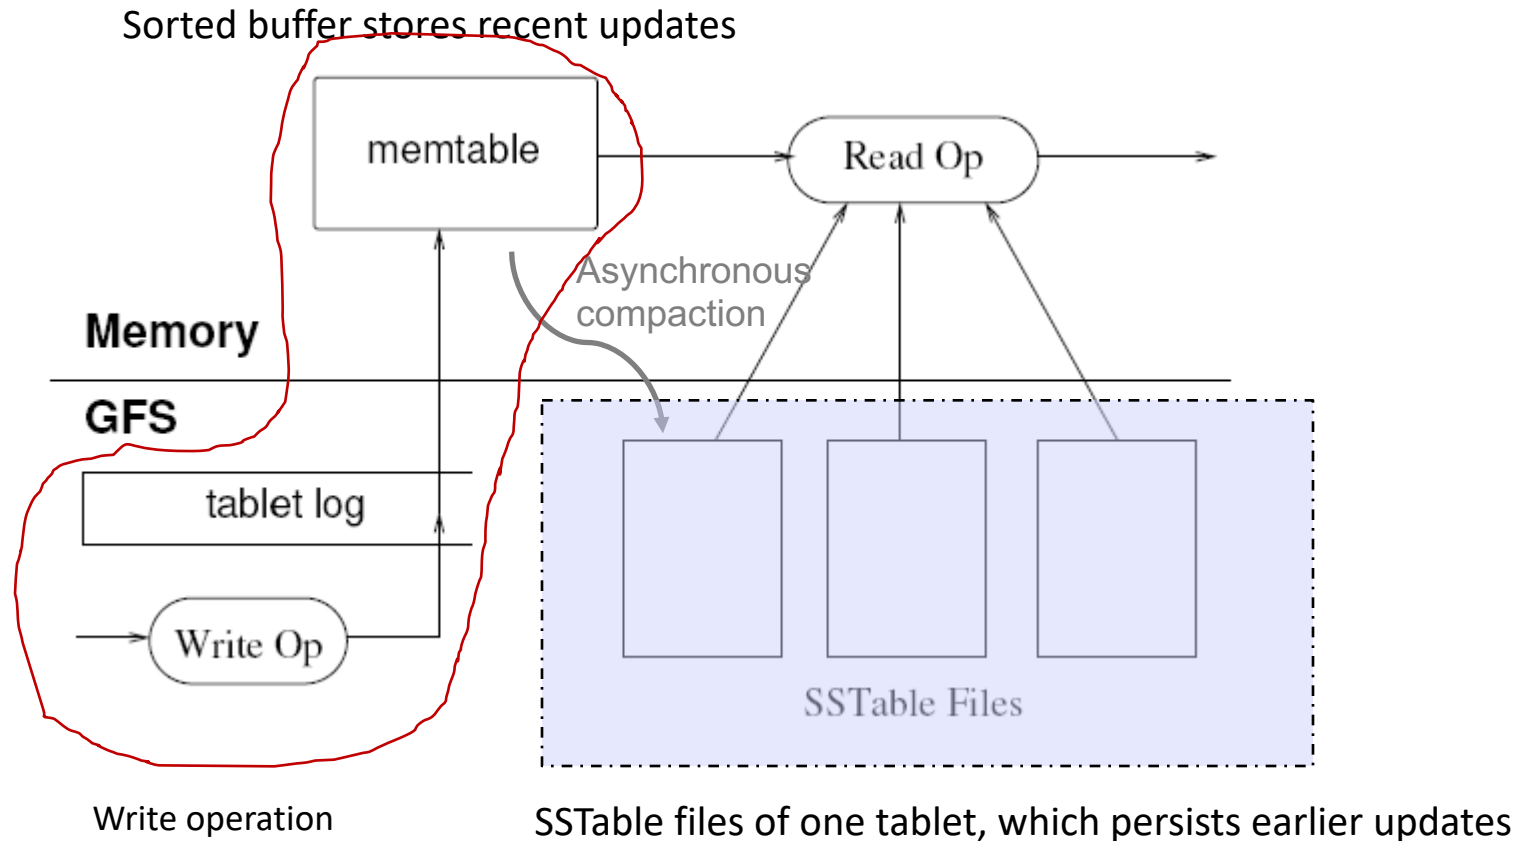 Sorted buffer stores recent updates
memtable
Read Op
Asynchronous
compaction
Memory
GFS
tablet log
Write Op
SSTable Files
Write operation
SSTable files of one tablet, which persists earlier updates